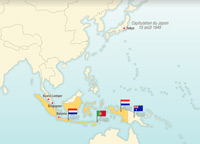 Capitulation du Japon
15 août 1945
Tokyo
Kuala Lumpur
Singapour
Batavia